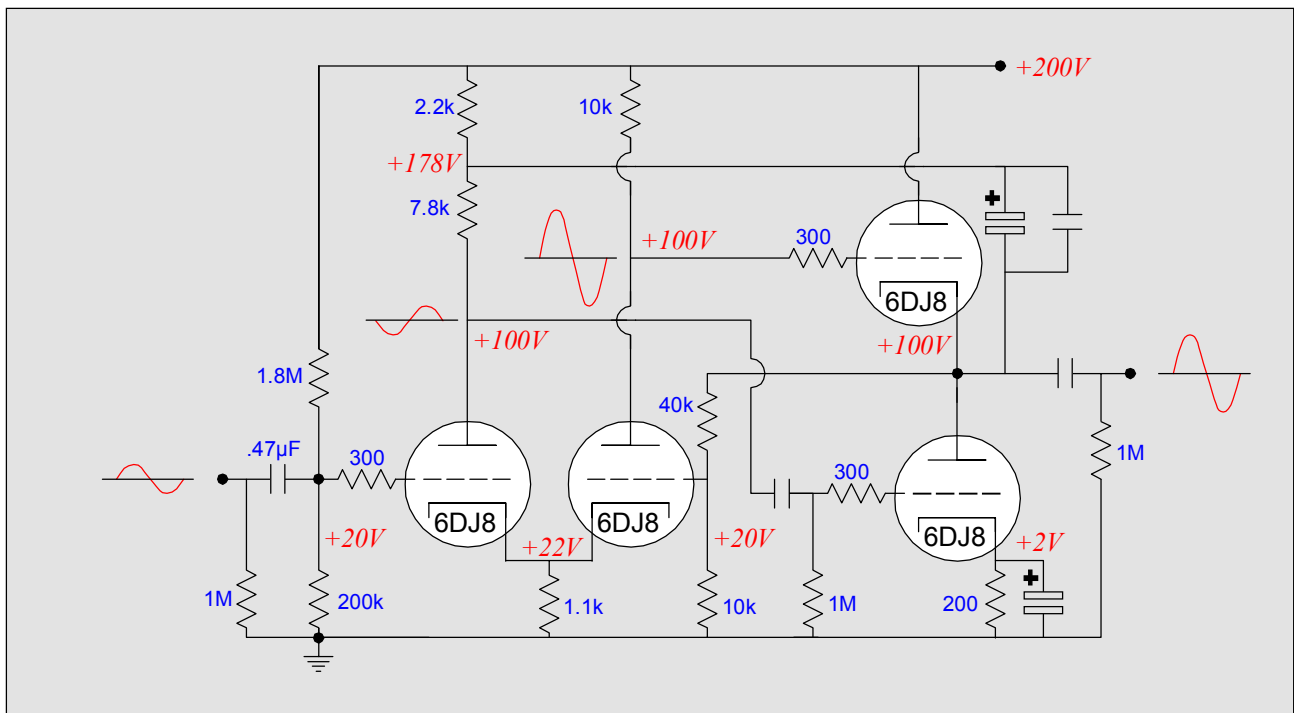 +200V
2.2k
10k
+178V
7.8k
+100V
300
6DJ8
+100V
+100V
1.8M
40k
.47µF
300
300
1M
6DJ8
6DJ8
6DJ8
+20V
+22V
+20V
+2V
1M
200k
1.1k
10k
1M
200